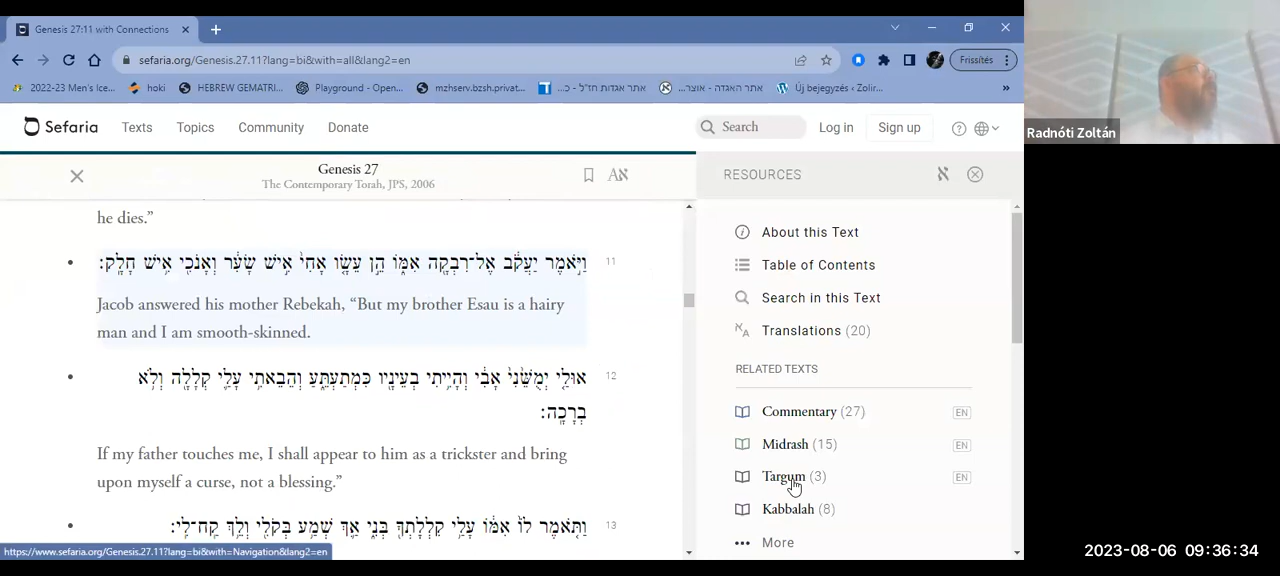 Genesis 27:11 with Connections
sefaria.org/Genesis.27.11?lang=bi&with=all&lang2=en
Frissítés
2022-23 Men's Ice...
hoki
HEBREW GEMATRI...
Playground - Open...
mzhserv.bzsh.privat...
אתר אגדות חז"ל - כ...
אתר האגדה - אוצר...
Új bejegyzés ‹ Zolir...
Sefaria
Texts
Topics
Community
Donate
Search
Log in
Sign up
Radnóti Zoltán
Genesis 27
The Contemporary Torah, JPS, 2006
RESOURCES
he dies.”
11
וַיֹּ֣אמֶר יַעֲקֹ֔ב אֶל־רִבְקָ֖ה אִמּ֑וֹ הֵ֣ן עֵשָׂ֤ו אָחִי֙ אִ֣ישׁ שָׂעִ֔ר וְאָנֹכִ֖י אִ֥ישׁ חָלָֽק׃
Jacob answered his mother Rebekah, “But my brother Esau is a hairy
man and I am smooth-skinned.
12
אוּלַ֤י יְמֻשֵּׁ֙נִי֙ אָבִ֔י וְהָיִ֥יתִי בְעֵינָ֖יו כִּמְתַעְתֵּ֑עַ וְהֵבֵאתִ֥י עָלַ֛י קְלָלָ֖ה וְלֹ֥א
בְרָכָֽה׃
If my father touches me, I shall appear to him as a trickster and bring
upon myself a curse, not a blessing.”
13
וַתֹּ֤אמֶר לוֹ֙ אִמּ֔וֹ עָלַ֥י קִלְלָתְךָ֖ בְּנִ֑י אַ֛ךְ שְׁמַ֥ע בְּקֹלִ֖י וְלֵ֥ךְ קַֽח־לִֽי׃
About this Text
Table of Contents
Search in this Text
Translations (20)
RELATED TEXTS
Commentary (27) EN
Midrash (15) EN
Targum (3) EN
Kabbalah (8)
More
https://www.sefaria.org/Genesis.27.11?lang=bi&with=Navigation&lang2=en
2023-08-06 09:36:34